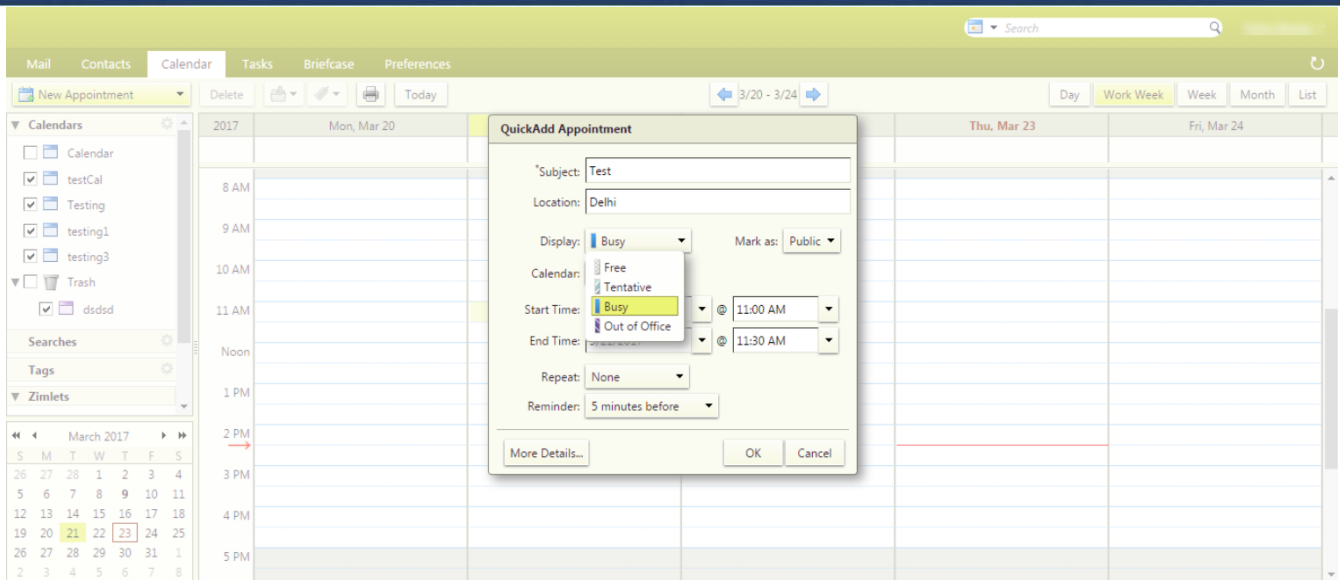 Search
Mail Contacts Calendar Tasks Briefcase Preferences
New Appointment Delete Today 3/20 - 3/24 Day Work Week Week Month List
Calendars
Calendar
testCal
Testing
testing1
testing3
Trash
dsdsd
Searches
Tags
Zimlets
March 2017
S M T W T F S
26 27 28 1 2 3 4
5 6 7 8 9 10 11
12 13 14 15 16 17 18
19 20 21 22 23 24 25
26 27 28 29 30 31 1
2 3 4 5 6 7 8
2017 Mon, Mar 20 Thu, Mar 23 Fri, Mar 24
8 AM
9 AM
10 AM
11 AM
Noon
1 PM
2 PM
3 PM
4 PM
5 PM
QuickAdd Appointment
*Subject: Test
Location: Delhi
Display: Busy Mark as: Public
Calendar:
Free
Tentative
Busy
Out of Office
Start Time: @ 11:00 AM
End Time: @ 11:30 AM
Repeat: None
Reminder: 5 minutes before
More Details... OK Cancel